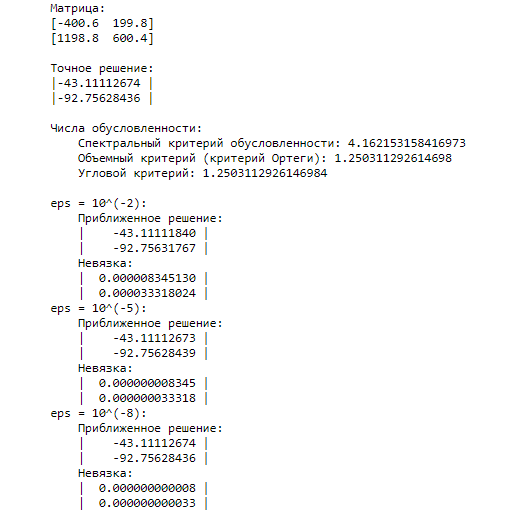 Матрица:
[-400.6  199.8]
[1198.8  600.4]
Точное решение:
|-43.11112674 |
|-92.75628436 |
Числа обусловленности:
Спектральный критерий обусловленности: 4.162153158416973
Объемный критерий (критерий Ортеги): 1.250311292614698
Угловой критерий: 1.2503112926146984
eps = 10^(-2):
Приближенное решение:
|    -43.11111840 |
|    -92.75631767 |
Невязка:
|  0.000008345130 |
|  0.000033318024 |
eps = 10^(-5):
Приближенное решение:
|    -43.11112673 |
|    -92.75628439 |
Невязка:
|  0.000000008345 |
|  0.000000033318 |
eps = 10^(-8):
Приближенное решение:
|    -43.11112674 |
|    -92.75628436 |
Невязка:
|  0.000000000008 |
|  0.000000000033 |